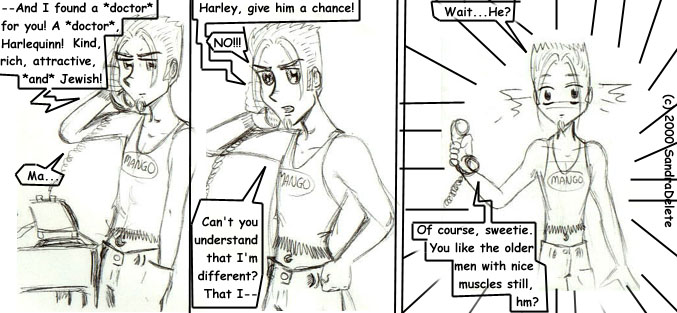 --And I found a *doctor*
for you! A *doctor*,
Harlequinn! Kind,
rich, attractive,
*and* Jewish!
Ma...
MANGO
Harley, give him a chance!
NO!!!
Can't you
understand
that I'm
different?
That I--
MANGO
Wait...He?
Of course, sweetie.
You like the older
men with nice
muscles still,
hm?
MANGO
(c) 2000 SandraDelete